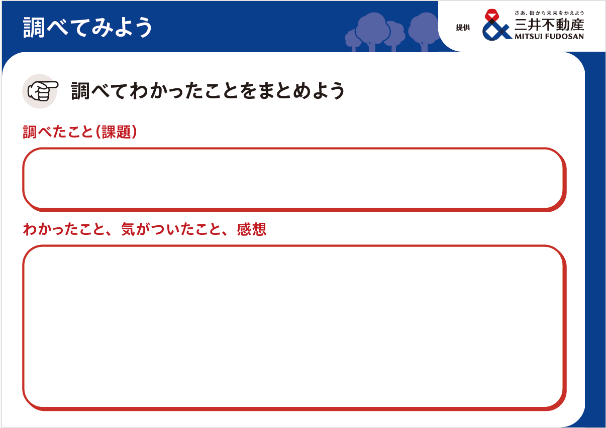 調べてみよう
提供
さあ、街から未来をかえよう
三井不動産
MITSUI FUDOSAN
調べてわかったことをまとめよう
調べたこと(課題)
わかったこと、気がついたこと、感想